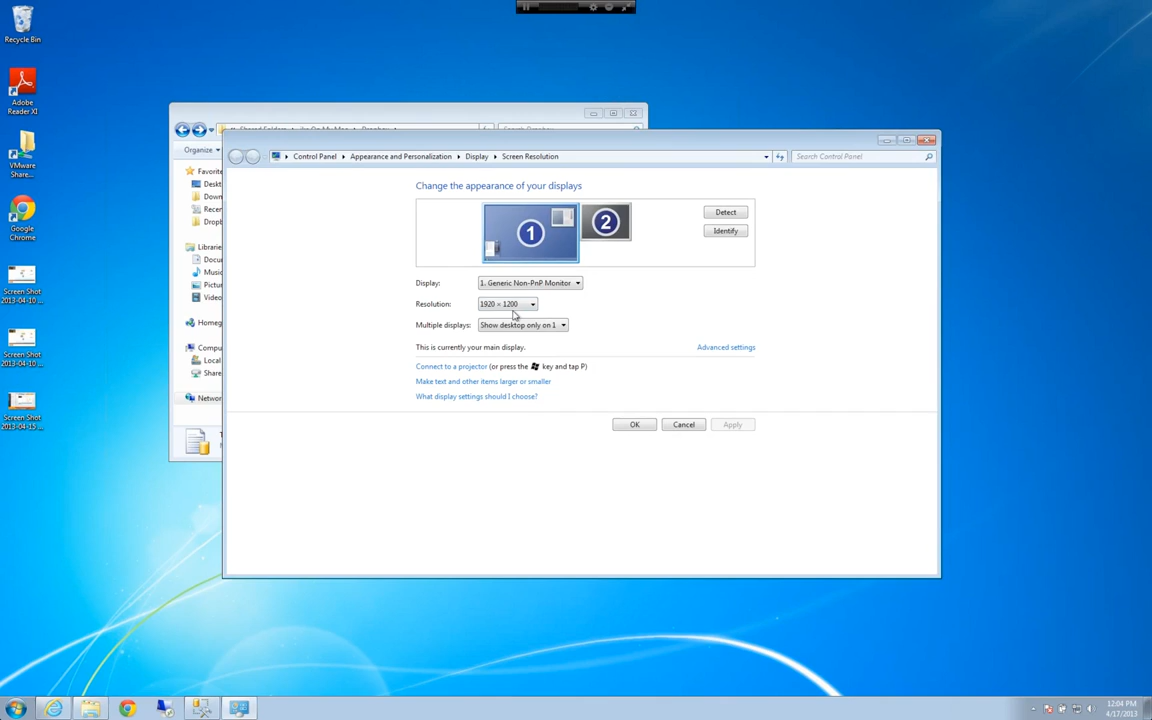 Recycle Bin
Adobe
Reader XI
VMware
Share...
Google
Chrome
Screen Shot
2013-04-10 ...
Screen Shot
2013-04-10 ...
Screen Shot
2013-04-15 ...
Organize
Favorite
Deskt
Down
Recen
Dropb
Libraries
Docu
Music
Pictur
Video
Homeg
Compu
Local
Share
Network
Control Panel
Appearance and Personalization
Display
Screen Resolution
Search Control Panel
Change the appearance of your displays
1
2
Detect
Identify
Display:
1. Generic Non-PnP Monitor
Resolution:
1920 × 1200
Multiple displays:
Show desktop only on 1
This is currently your main display.
Advanced settings
Connect to a projector (or press the key and tap P)
Make text and other items larger or smaller
What display settings should I choose?
OK
Cancel
Apply
12:04 PM
4/17/2013